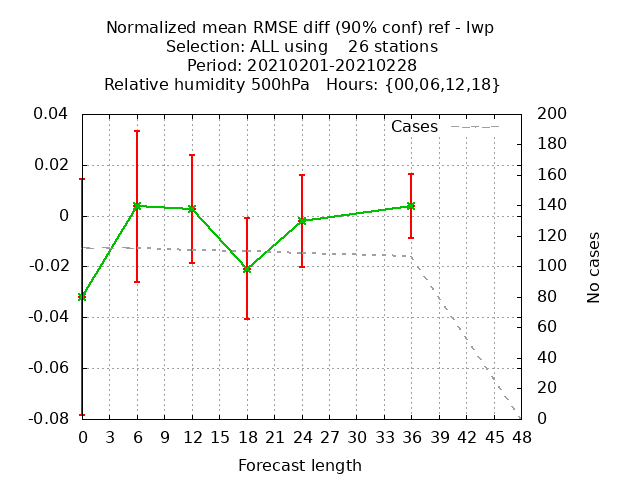 Normalized mean RMSE diff (90% conf) ref - lwp
Selection: ALL using    26 stations
Period: 20210201-20210228
Relative humidity 500hPa   Hours: {00,06,12,18}
0.04
0.02
0
-0.02
-0.04
-0.06
-0.08
Cases
200
180
160
140
120
100
80
60
40
20
0
No cases
0 3 6 9 12 15 18 21 24 27 30 33 36 39 42 45 48
Forecast length